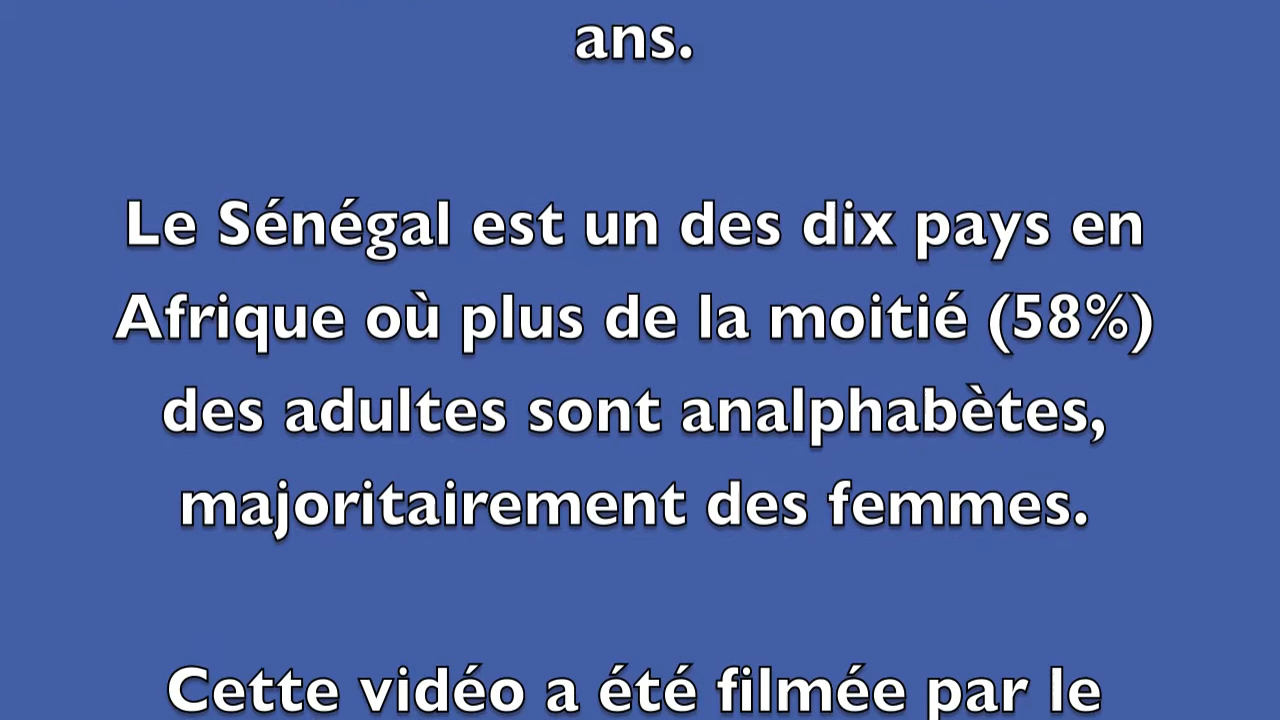 ans.
Le Sénégal est un des dix pays en
Afrique où plus de la moitié (58%)
des adultes sont analphabètes,
majoritairement des femmes.
Cette vidéo a été filmée par le